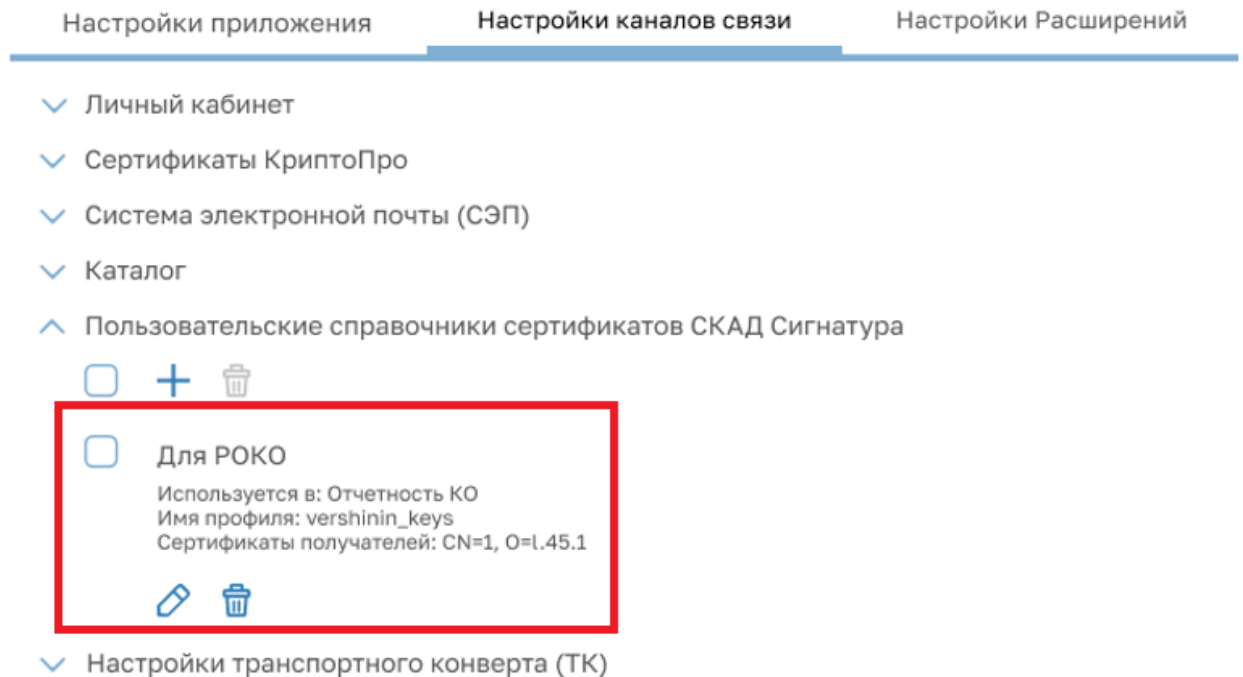 Настройки приложения Настройки каналов связи Настройки Расширений
Личный кабинет
Сертификаты КриптоПро
Система электронной почты (СЭП)
Каталог
Пользовательские справочники сертификатов СКАД Сигнатура
Для РОКО
Используется в: Отчетность КО
Имя профиля: vershinin_keys
Сертификаты получателей: CN=1, O=l.45.1
Настройки транспортного конверта (ТК)